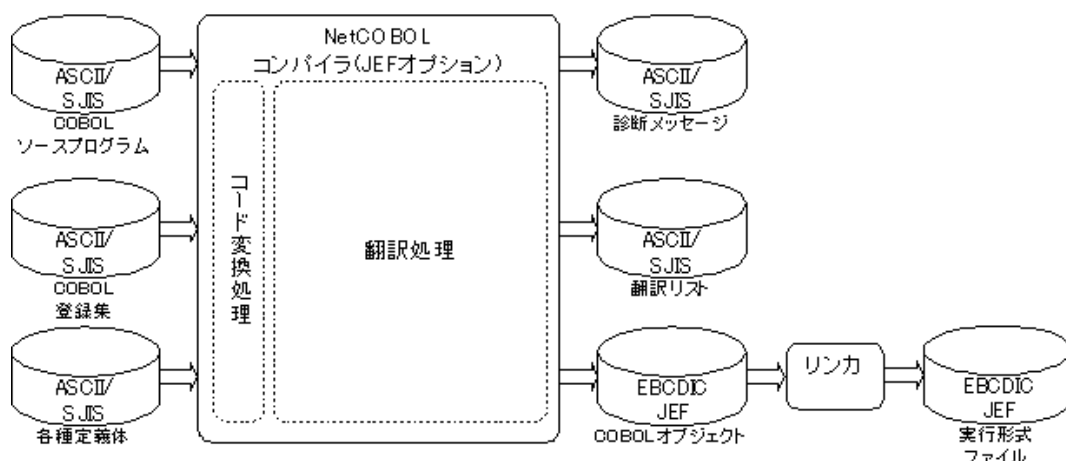 NetCOBOL
コンパイラ(JEFオプション)
ASCII/
SJIS
COBOL
ソースプログラム
ASCII/
SJIS
COBOL
登録集
ASCII/
SJIS
各種定義体
コード変換処理
翻訳処理
ASCII/
SJIS
診断メッセージ
ASCII/
SJIS
翻訳リスト
EBCDIC
JEF
COBOLオブジェクト
リンカ
EBCDIC
JEF
実行形式
ファイル